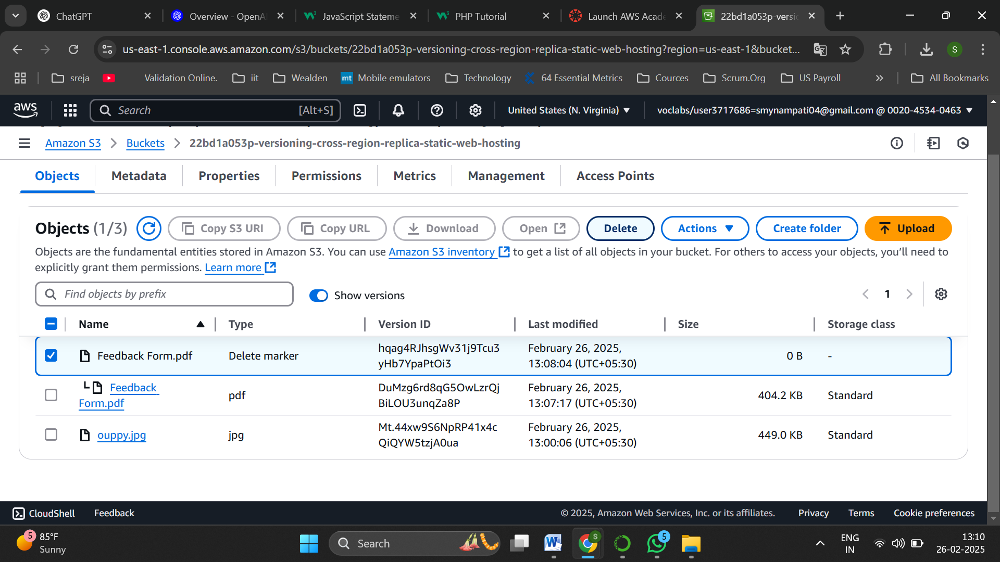 ChatGPT
Overview - OpenA
JavaScript Stateme
PHP Tutorial
Launch AWS Acade
22bd1a053p-versio
us-east-1.console.aws.amazon.com/s3/buckets/22bd1a053p-versioning-cross-region-replica-static-web-hosting?region=us-east-1&bucket...
S
sreja
Validation Online.
iit
Wealden
mt Mobile emulators
Technology
64 Essential Metrics
Cources
Scrum.Org
US Payroll
All Bookmarks
aws
Search [Alt+S]
United States (N. Virginia)
voclabs/user3717686=smynampati04@gmail.com @ 0020-4534-0463
Amazon S3
Buckets
22bd1a053p-versioning-cross-region-replica-static-web-hosting
Objects
Metadata
Properties
Permissions
Metrics
Management
Access Points
Objects (1/3)
Copy S3 URI
Copy URL
Download
Open
Delete
Actions
Create folder
Upload
Objects are the fundamental entities stored in Amazon S3. You can use Amazon S3 inventory to get a list of all objects in your bucket. For others to access your objects, you'll need to
explicitly grant them permissions. Learn more
Find objects by prefix
Show versions
1
Name
Type
Version ID
Last modified
Size
Storage class
Feedback Form.pdf
Delete marker
hqag4RJhsgWv31j9Tcu3
yHb7YpaPtOi3
February 26, 2025,
13:08:04 (UTC+05:30)
0 B
-
Feedback
Form.pdf
pdf
DuMzg6rd8qG5OwLzrQj
BiLOU3unqZa8P
February 26, 2025,
13:07:17 (UTC+05:30)
404.2 KB
Standard
ouppy.jpg
jpg
Mt.44xw9S6NpRP41x4c
QiQYW5tzjA0ua
February 26, 2025,
13:00:06 (UTC+05:30)
449.0 KB
Standard
CloudShell
Feedback
© 2025, Amazon Web Services, Inc. or its affiliates.
Privacy
Terms
Cookie preferences
5
85°F
Sunny
Search
W
S
5
ENG
IN
13:10
26-02-2025